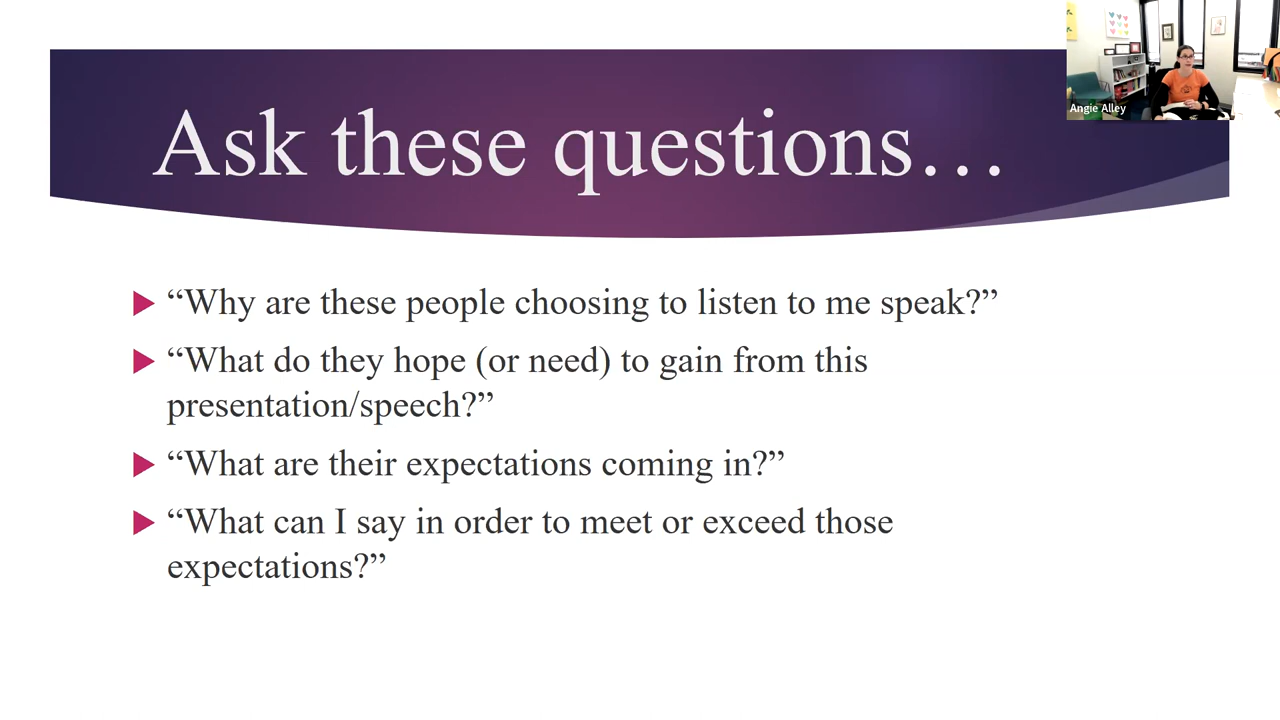 Ask these questions…
Angie Alley
“Why are these people choosing to listen to me speak?”
“What do they hope (or need) to gain from this
presentation/speech?”
“What are their expectations coming in?”
“What can I say in order to meet or exceed those
expectations?”